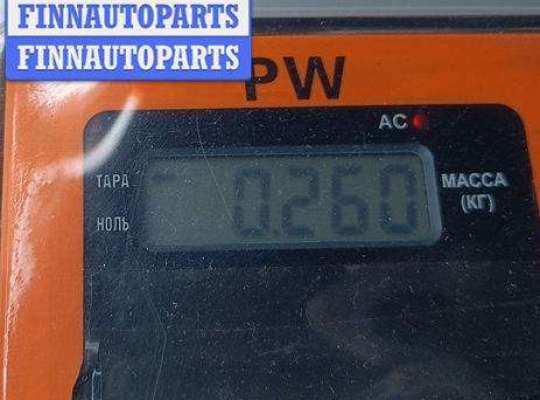 FINNAUTOPARTS
FINNAUTOPARTS
PW
AC
ТАРА
0.260
МАССА
НОЛЬ
(КГ)